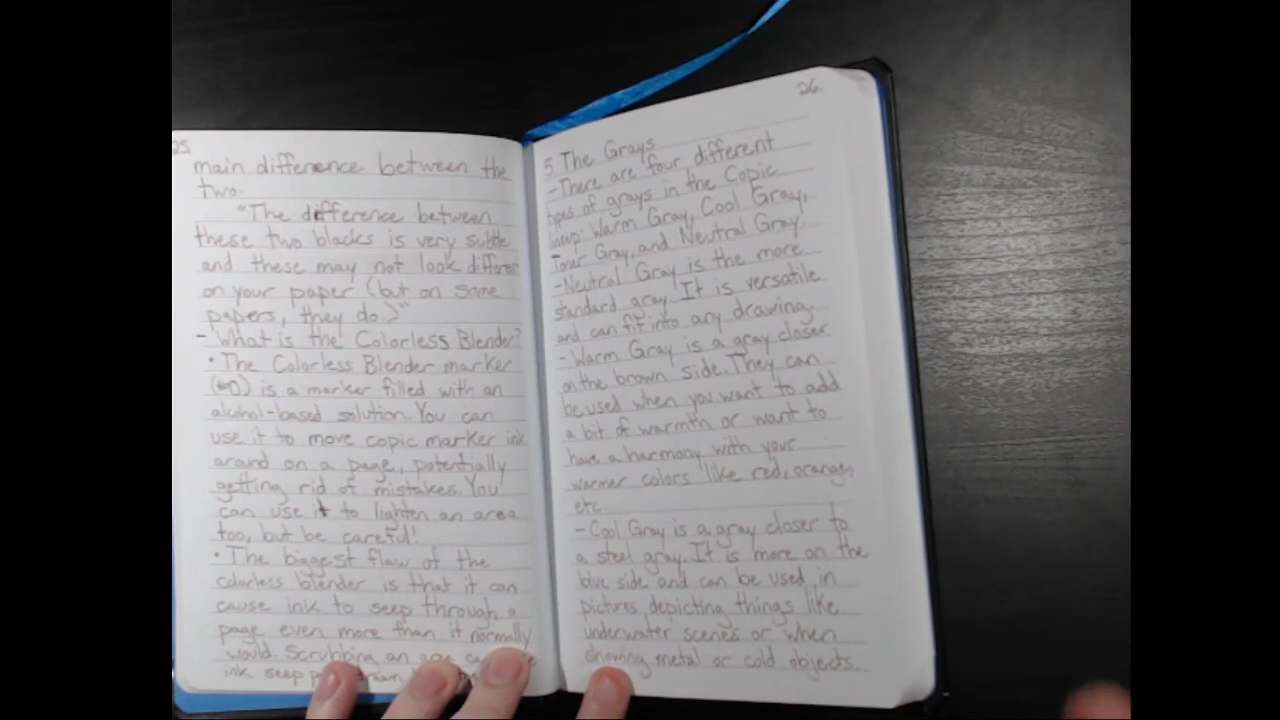 25
main difference between the
two.
"The difference between
these two blacks is very subtle
and these may not look different
on your paper (but on some
papers, they do.)"
- What is the Colorless Blender?
• The Colorless Blender marker
(0) is a marker filled with an
alcohol-based solution. You can
use it to move copic marker ink
around on a page, potentially
getting rid of mistakes. You
can use it to lighten an area
too, but be careful!
• The biggest flaw of the
colorless blender is that it can
cause ink to seep through a
page even more than it normally
would. Scrubbing an
ink seep
26
5 The Grays
- There are four different
types of grays in the Copic
lineup: Warm Gray, Cool Gray,
Toner Gray, and Neutral Gray.
- Neutral Gray is the more
standard gray. It is versatile
and can fit into any drawing.
- Warm Gray is a gray closer
on the brown side. They can
be used when you want to add
a bit of warmth or want to
have a harmony with your
warmer colors like red, orange,
etc.
- Cool Gray is a gray closer to
a steel gray. It is more on the
blue side and can be used in
pictures depicting things like
underwater scenes or when
showing metal or cold objects.